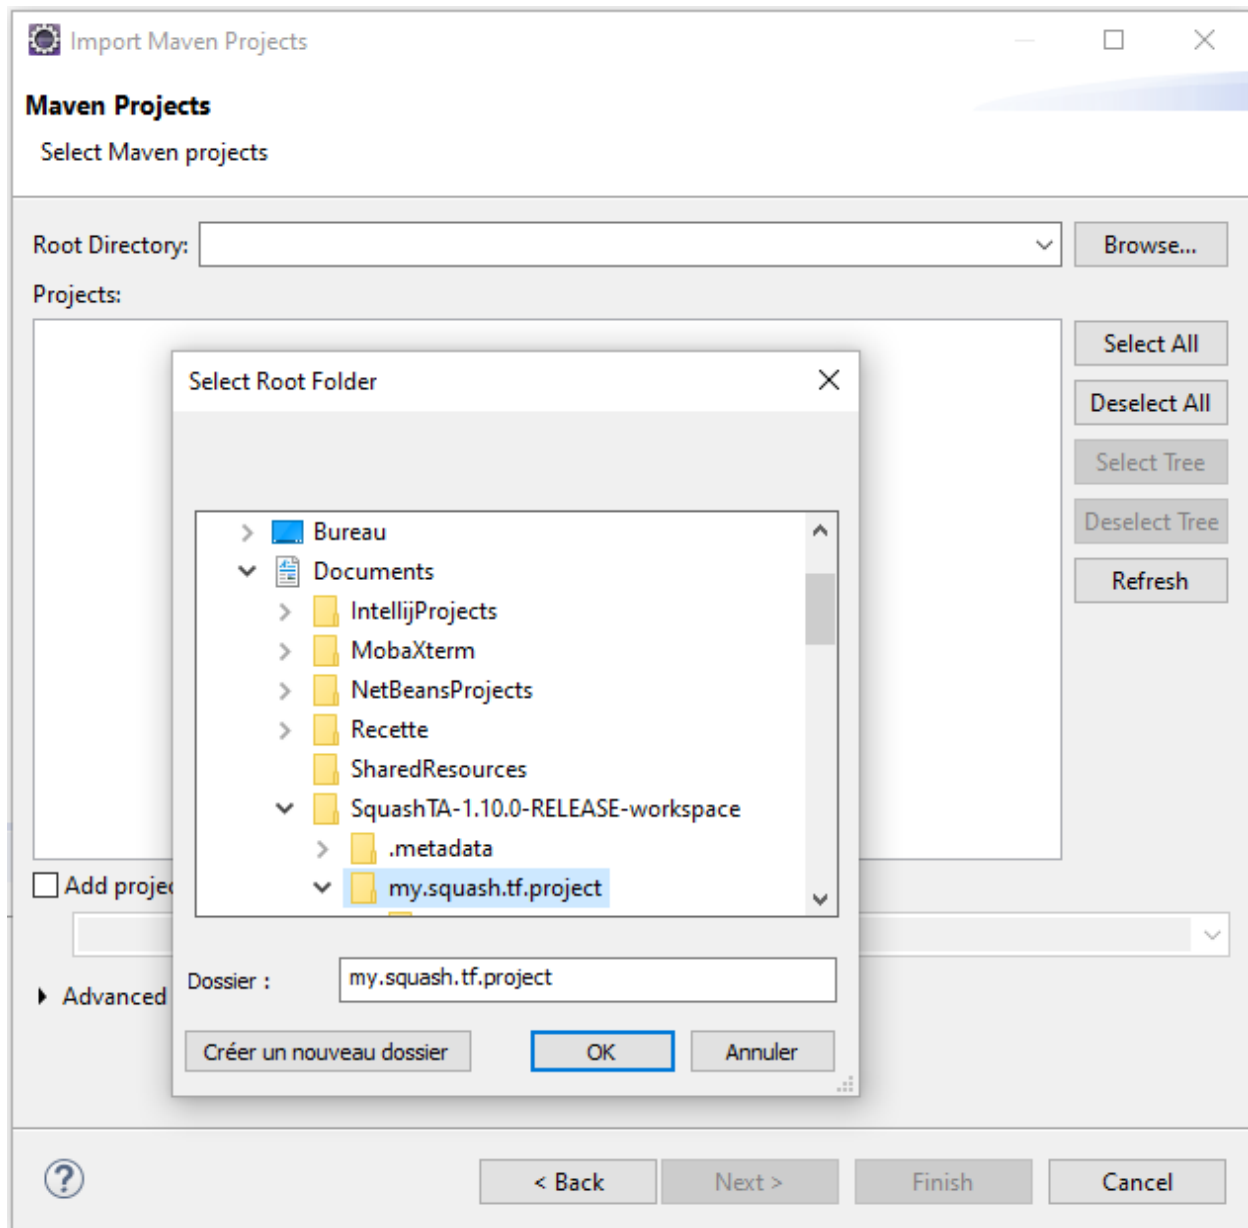 Import Maven Projects
Maven Projects
Select Maven projects
Root Directory:
Browse...
Projects:
Select All
Deselect All
Select Tree
Deselect Tree
Refresh
Select Root Folder
Bureau
Documents
IntellijProjects
MobaXterm
NetBeansProjects
Recette
SharedResources
SquashTA-1.10.0-RELEASE-workspace
.metadata
my.squash.tf.project
Add projec
Dossier : my.squash.tf.project
Advanced
Créer un nouveau dossier OK Annuler
? < Back Next > Finish Cancel